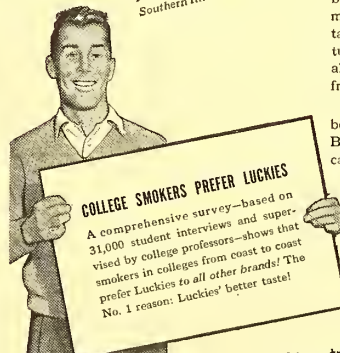 Southern
COLLEGE SMOKERS PREFER LUCKIES
A comprehensive survey—based on
31,000 student interviews and super-
vised by college professors—shows that
smokers in colleges from coast to coast
prefer Luckies to all other brands! The
No. 1 reason: Luckies' better taste!